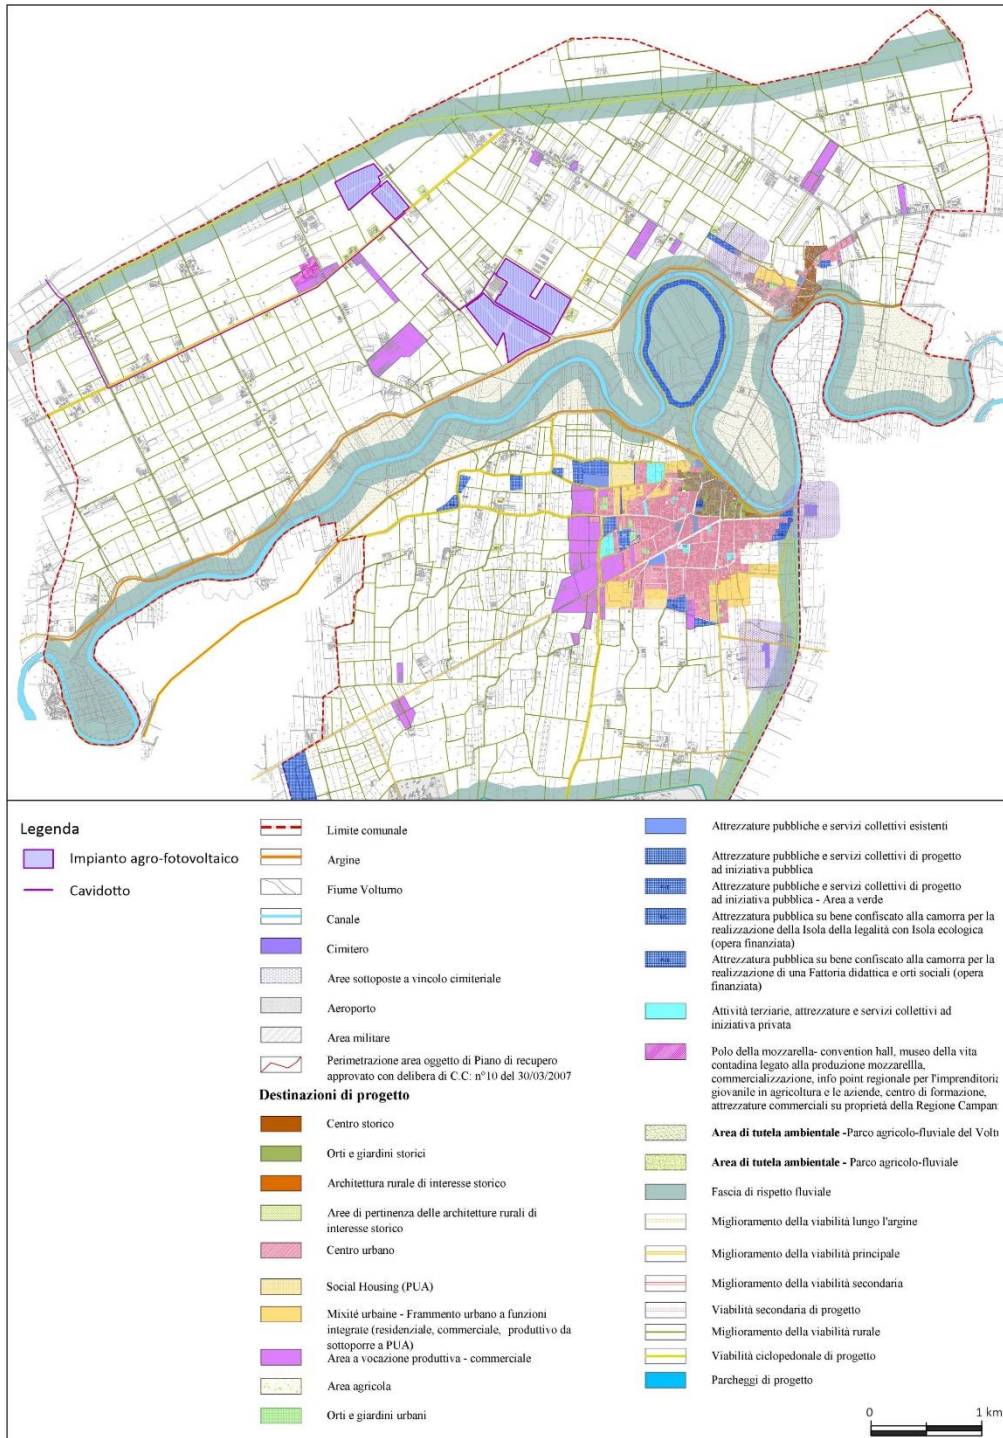 Legenda
Impianto agro-fotovoltaico
Cavidotto
Limite comunale
Argine
Fiume Volturno
Canale
Cimitero
Aree sottoposte a vincolo cimiteriale
Aeroporto
Area militare
Perimetrazione area oggetto di Piano di recupero
approvato con delibera di C.C: n°10 del 30/03/2007
Destinazioni di progetto
Centro storico
Orti e giardini storici
Architettura rurale di interesse storico
Aree di pertinenza delle architetture rurali di
interesse storico
Centro urbano
Social Housing (PUA)
Mixité urbaine - Frammento urbano a funzioni
integrate (residenziale, commerciale, produttivo da
sottoporre a PUA)
Area a vocazione produttiva - commerciale
Area agricola
Orti e giardini urbani
Attrezzature pubbliche e servizi collettivi esistenti
Attrezzature pubbliche e servizi collettivi di progetto
ad iniziativa pubblica
Attrezzature pubbliche e servizi collettivi di progetto
ad iniziativa pubblica - Area a verde
Attrezzatura pubblica su bene confiscato alla camorra per la
realizzazione della Isola della legalità con Isola ecologica
(opera finanziata)
Attrezzatura pubblica su bene confiscato alla camorra per la
realizzazione di una Fattoria didattica e orti sociali (opera
finanziata)
Attività terziarie, attrezzature e servizi collettivi ad
iniziativa privata
Polo della mozzarella- convention hall, museo della vita
contadina legato alla produzione mozzarellla,
commercializzazione, info point regionale per l'imprenditoria
giovanile in agricoltura e le aziende, centro di formazione,
attrezzature commerciali su proprietà della Regione Campan
Area di tutela ambientale -Parco agricolo-fluviale del Voltu
Area di tutela ambientale - Parco agricolo-fluviale
Fascia di rispetto fluviale
Miglioramento della viabilità lungo l'argine
Miglioramento della viabilità principale
Miglioramento della viabilità secondaria
Viabilità secondaria di progetto
Miglioramento della viabilità rurale
Viabilità ciclopedonale di progetto
Parcheggi di progetto
0 1 km